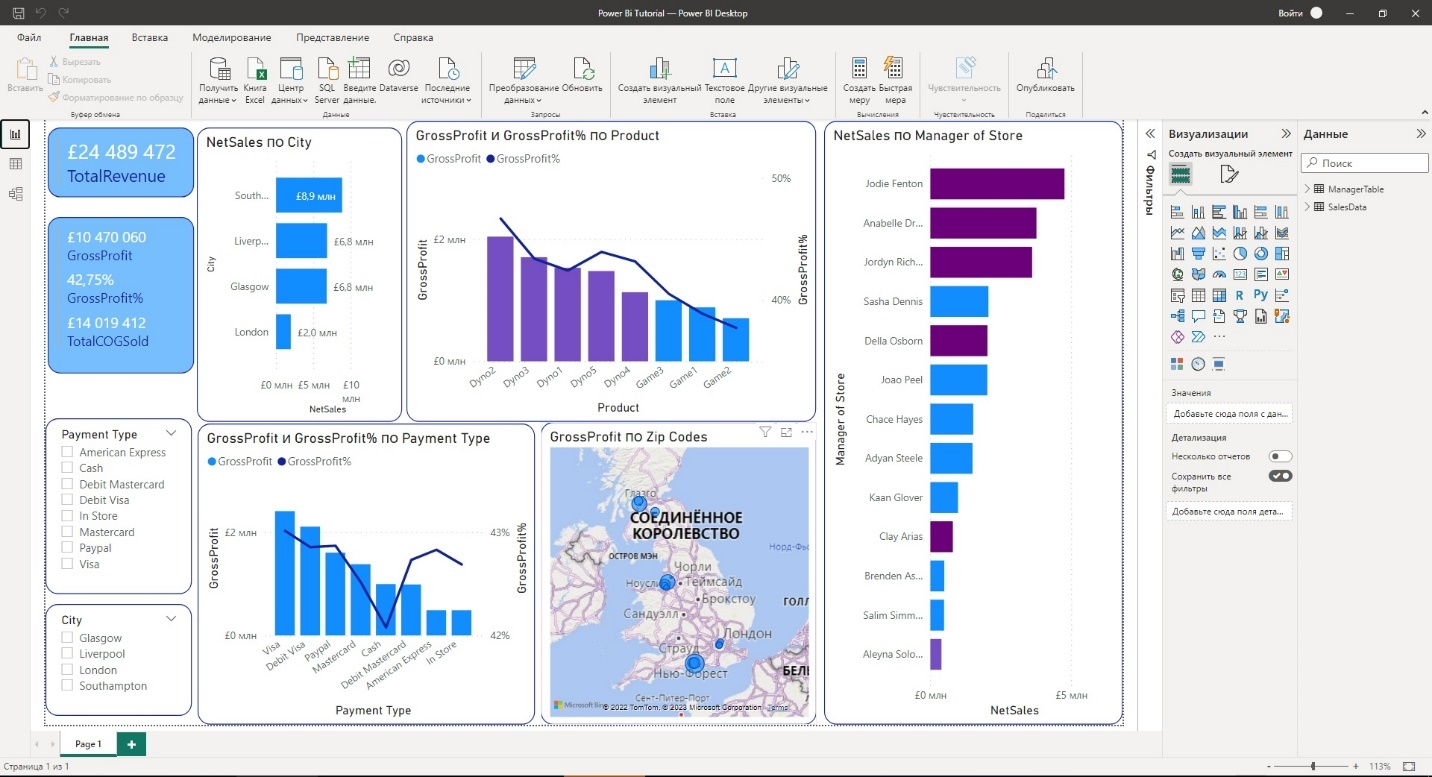 Power Bi Tutorial — Power BI Desktop
Войти
Файл
Главная
Вставка
Моделирование
Представление
Справка
Вставить
Вырезать
Копировать
Форматирование по образцу
Буфер обмена
Получить данные
Книга Excel
Центр данных
SQL Server
Введите данные.
Dataverse
Последние источники
Данные
Преобразование данных
Обновить
Запросы
Создать визуальный элемент
Текстовое поле
Другие визуальные элементы
Вставка
Создать меру
Быстрая мера
Вычисления
Чувствительность
Чувствительность
Опубликовать
Поделиться
£24 489 472
TotalRevenue
£10 470 060
GrossProfit
42,75%
GrossProfit%
£14 019 412
TotalCOGSold
Payment Type
American Express
Cash
Debit Mastercard
Debit Visa
In Store
Mastercard
Paypal
Visa
City
Glasgow
Liverpool
London
Southampton
NetSales по City
City
South...
£8,9 млн
Liverp...
£6,8 млн
Glasgow
£6,8 млн
London
£2,0 млн
£0 млн £5 млн £10 млн
NetSales
GrossProfit и GrossProfit% по Product
GrossProfit GrossProfit%
GrossProfit
£2 млн
£0 млн
50%
40%
GrossProfit%
Dyno2 Dyno3 Dyno1 Dyno5 Dyno4 Game3 Game1 Game2
Product
GrossProfit и GrossProfit% по Payment Type
GrossProfit GrossProfit%
GrossProfit
£2 млн
£0 млн
43%
42%
GrossProfit%
Visa Debit Visa Paypal Mastercard Cash Debit Mastercard American Express In Store
Payment Type
GrossProfit по Zip Codes
Глазго
СОЕДИНЁННОЕ
КОРОЛЕВСТВО
ОСТРОВ МЭН
Чорли
Теймсайд
Брокстоу
Сандуэлл
Лондон
Страуд
Нью-Форест
Сент-Питер-Порт
Microsoft Bing
© 2022 TomTom, © 2023 Microsoft Corporation Terms
NetSales по Manager of Store
Manager of Store
Jodie Fenton
Anabelle Dr...
Jordyn Rich...
Sasha Dennis
Della Osborn
Joao Peel
Chace Hayes
Adyan Steele
Kaan Glover
Clay Arias
Brenden As...
Salim Simm...
Aleyna Solo...
£0 млн
£5 млн
NetSales
Фильтры
Визуализации
Создать визуальный элемент
R
Py
123
Значения
Добавьте сюда поля с дан...
Детализация
Несколько отчетов
Сохранить все фильтры
Добавьте сюда поля дета...
Данные
Поиск
ManagerTable
SalesData
Page 1
Страница 1 из 1
113%